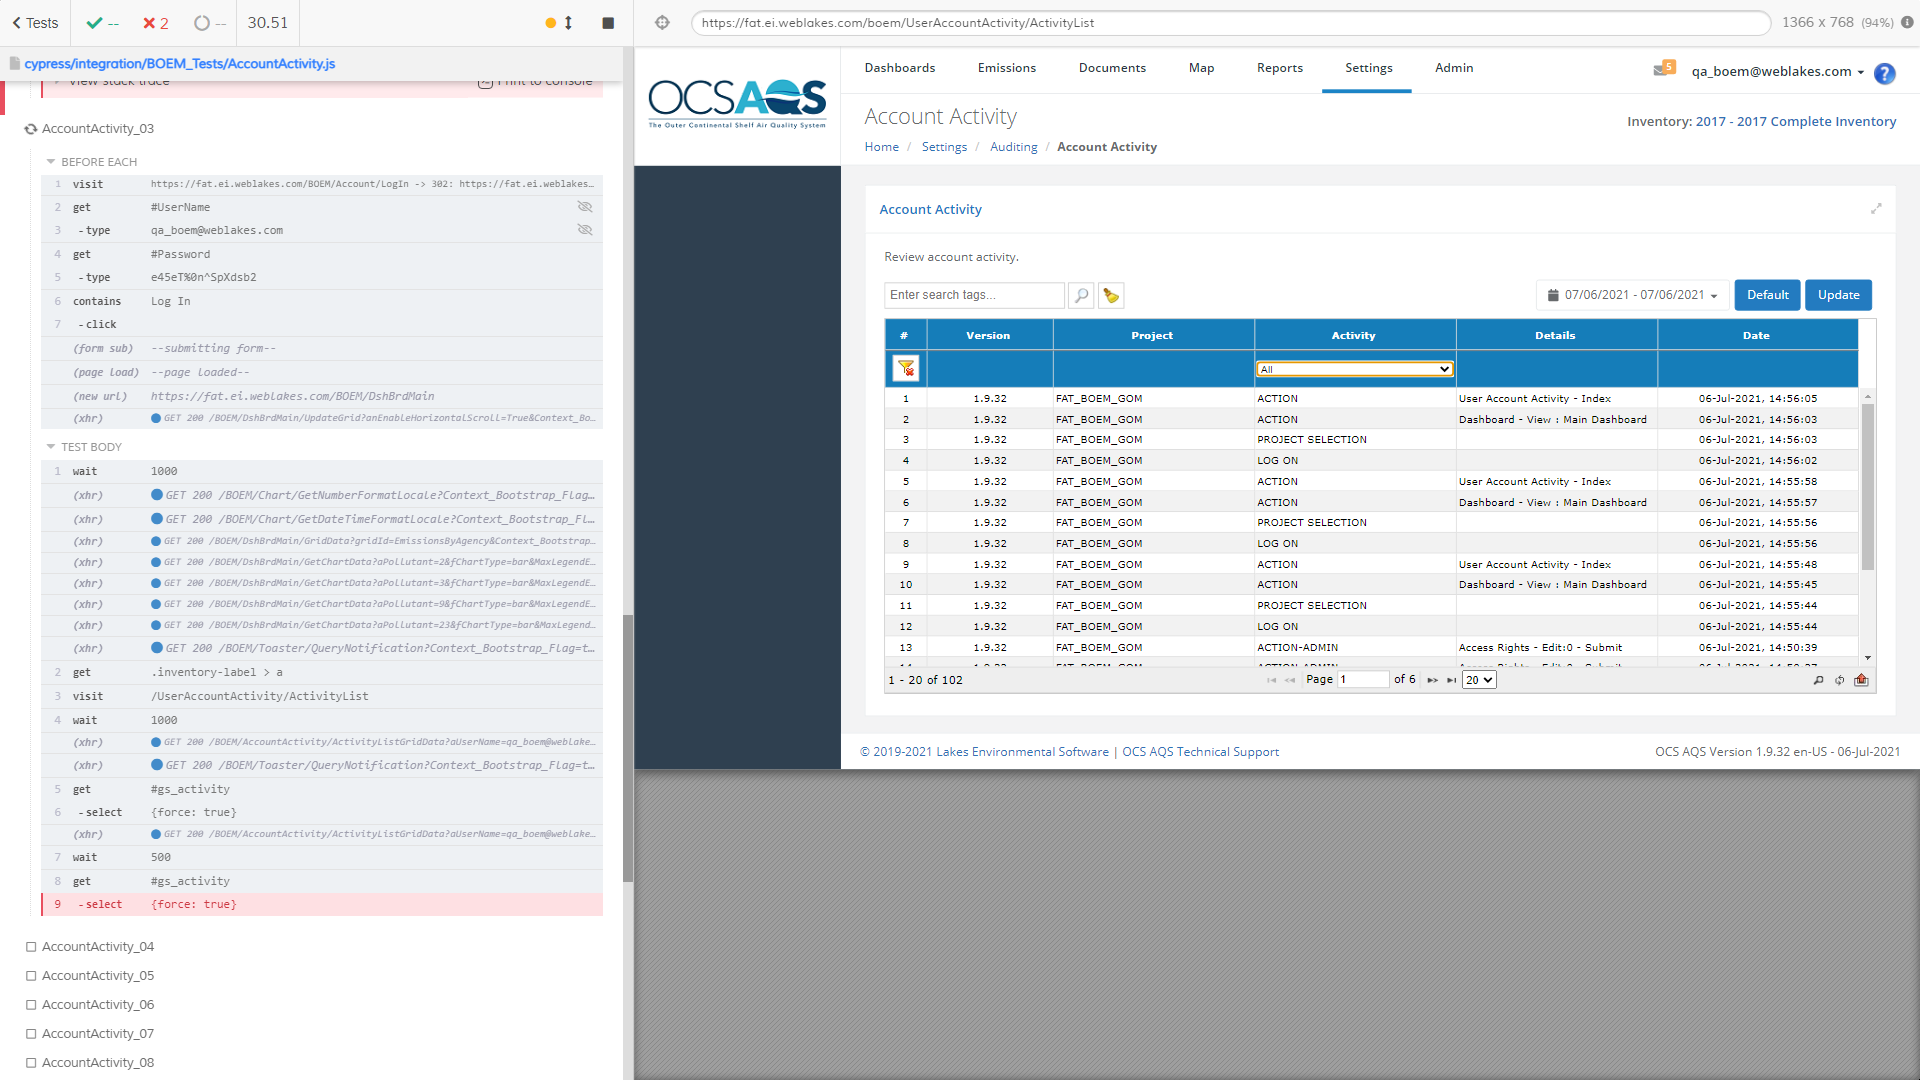 Tests
--
2
--
30.51
https://fat.ei.weblakes.com/boem/UserAccountActivity/ActivityList
1366 x 768 (94%)
cypress/integration/BOEM_Tests/AccountActivity.js
View stack trace
Print to console
AccountActivity_03
BEFORE EACH
1 visit https://fat.ei.weblakes.com/BOEM/Account/LogIn -> 302: https://fat.ei.weblakes...
2 get #UserName
3 -type qa_boem@weblakes.com
4 get #Password
5 -type e45eT%0n^SpXdsb2
6 contains Log In
7 -click
(form sub) --submitting form--
(page load) --page loaded--
(new url) https://fat.ei.weblakes.com/BOEM/DshBrdMain
(xhr) GET 200 /BOEM/DshBrdMain/UpdateGrid?anEnableHorizontalScroll=True&Context_Bo...
TEST BODY
1 wait 1000
(xhr) GET 200 /BOEM/Chart/GetNumberFormatLocale?Context_Bootstrap_Flag...
(xhr) GET 200 /BOEM/Chart/GetDateTimeFormatLocale?Context_Bootstrap_Fl...
(xhr) GET 200 /BOEM/DshBrdMain/GridData?gridId=EmissionsByAgency&Context_Bootstrap...
(xhr) GET 200 /BOEM/DshBrdMain/GetChartData?aPollutant=2&fChartType=bar&MaxLegendE...
(xhr) GET 200 /BOEM/DshBrdMain/GetChartData?aPollutant=3&fChartType=bar&MaxLegendE...
(xhr) GET 200 /BOEM/DshBrdMain/GetChartData?aPollutant=9&fChartType=bar&MaxLegendE...
(xhr) GET 200 /BOEM/DshBrdMain/GetChartData?aPollutant=23&fChartType=bar&MaxLegend...
(xhr) GET 200 /BOEM/Toaster/QueryNotification?Context_Bootstrap_Flag=t...
2 get .inventory-label > a
3 visit /UserAccountActivity/ActivityList
4 wait 1000
(xhr) GET 200 /BOEM/AccountActivity/ActivityListGridData?aUserName=qa_boem@weblake...
(xhr) GET 200 /BOEM/Toaster/QueryNotification?Context_Bootstrap_Flag=t...
5 get #gs_activity
6 -select {force: true}
(xhr) GET 200 /BOEM/AccountActivity/ActivityListGridData?aUserName=qa_boem@weblake...
7 wait 500
8 get #gs_activity
9 -select {force: true}
AccountActivity_04
AccountActivity_05
AccountActivity_06
AccountActivity_07
AccountActivity_08
OCSAQS
The Outer Continental Shelf Air Quality System
Dashboards Emissions Documents Map Reports Settings Admin
5
qa_boem@weblakes.com
?
Account Activity
Inventory: 2017 - 2017 Complete Inventory
Home / Settings / Auditing / Account Activity
Account Activity
Review account activity.
Enter search tags...
07/06/2021 - 07/06/2021
Default
Update
# Version Project Activity Details Date
All
1 1.9.32 FAT_BOEM_GOM ACTION User Account Activity - Index 06-Jul-2021, 14:56:05
2 1.9.32 FAT_BOEM_GOM ACTION Dashboard - View : Main Dashboard 06-Jul-2021, 14:56:03
3 1.9.32 FAT_BOEM_GOM PROJECT SELECTION 06-Jul-2021, 14:56:03
4 1.9.32 FAT_BOEM_GOM LOG ON 06-Jul-2021, 14:56:02
5 1.9.32 FAT_BOEM_GOM ACTION User Account Activity - Index 06-Jul-2021, 14:55:58
6 1.9.32 FAT_BOEM_GOM ACTION Dashboard - View : Main Dashboard 06-Jul-2021, 14:55:57
7 1.9.32 FAT_BOEM_GOM PROJECT SELECTION 06-Jul-2021, 14:55:56
8 1.9.32 FAT_BOEM_GOM LOG ON 06-Jul-2021, 14:55:56
9 1.9.32 FAT_BOEM_GOM ACTION User Account Activity - Index 06-Jul-2021, 14:55:48
10 1.9.32 FAT_BOEM_GOM ACTION Dashboard - View : Main Dashboard 06-Jul-2021, 14:55:45
11 1.9.32 FAT_BOEM_GOM PROJECT SELECTION 06-Jul-2021, 14:55:44
12 1.9.32 FAT_BOEM_GOM LOG ON 06-Jul-2021, 14:55:44
13 1.9.32 FAT_BOEM_GOM ACTION-ADMIN Access Rights - Edit:0 - Submit 06-Jul-2021, 14:50:39
1 - 20 of 102
Page 1 of 6
20
© 2019-2021 Lakes Environmental Software | OCS AQS Technical Support
OCS AQS Version 1.9.32 en-US - 06-Jul-2021